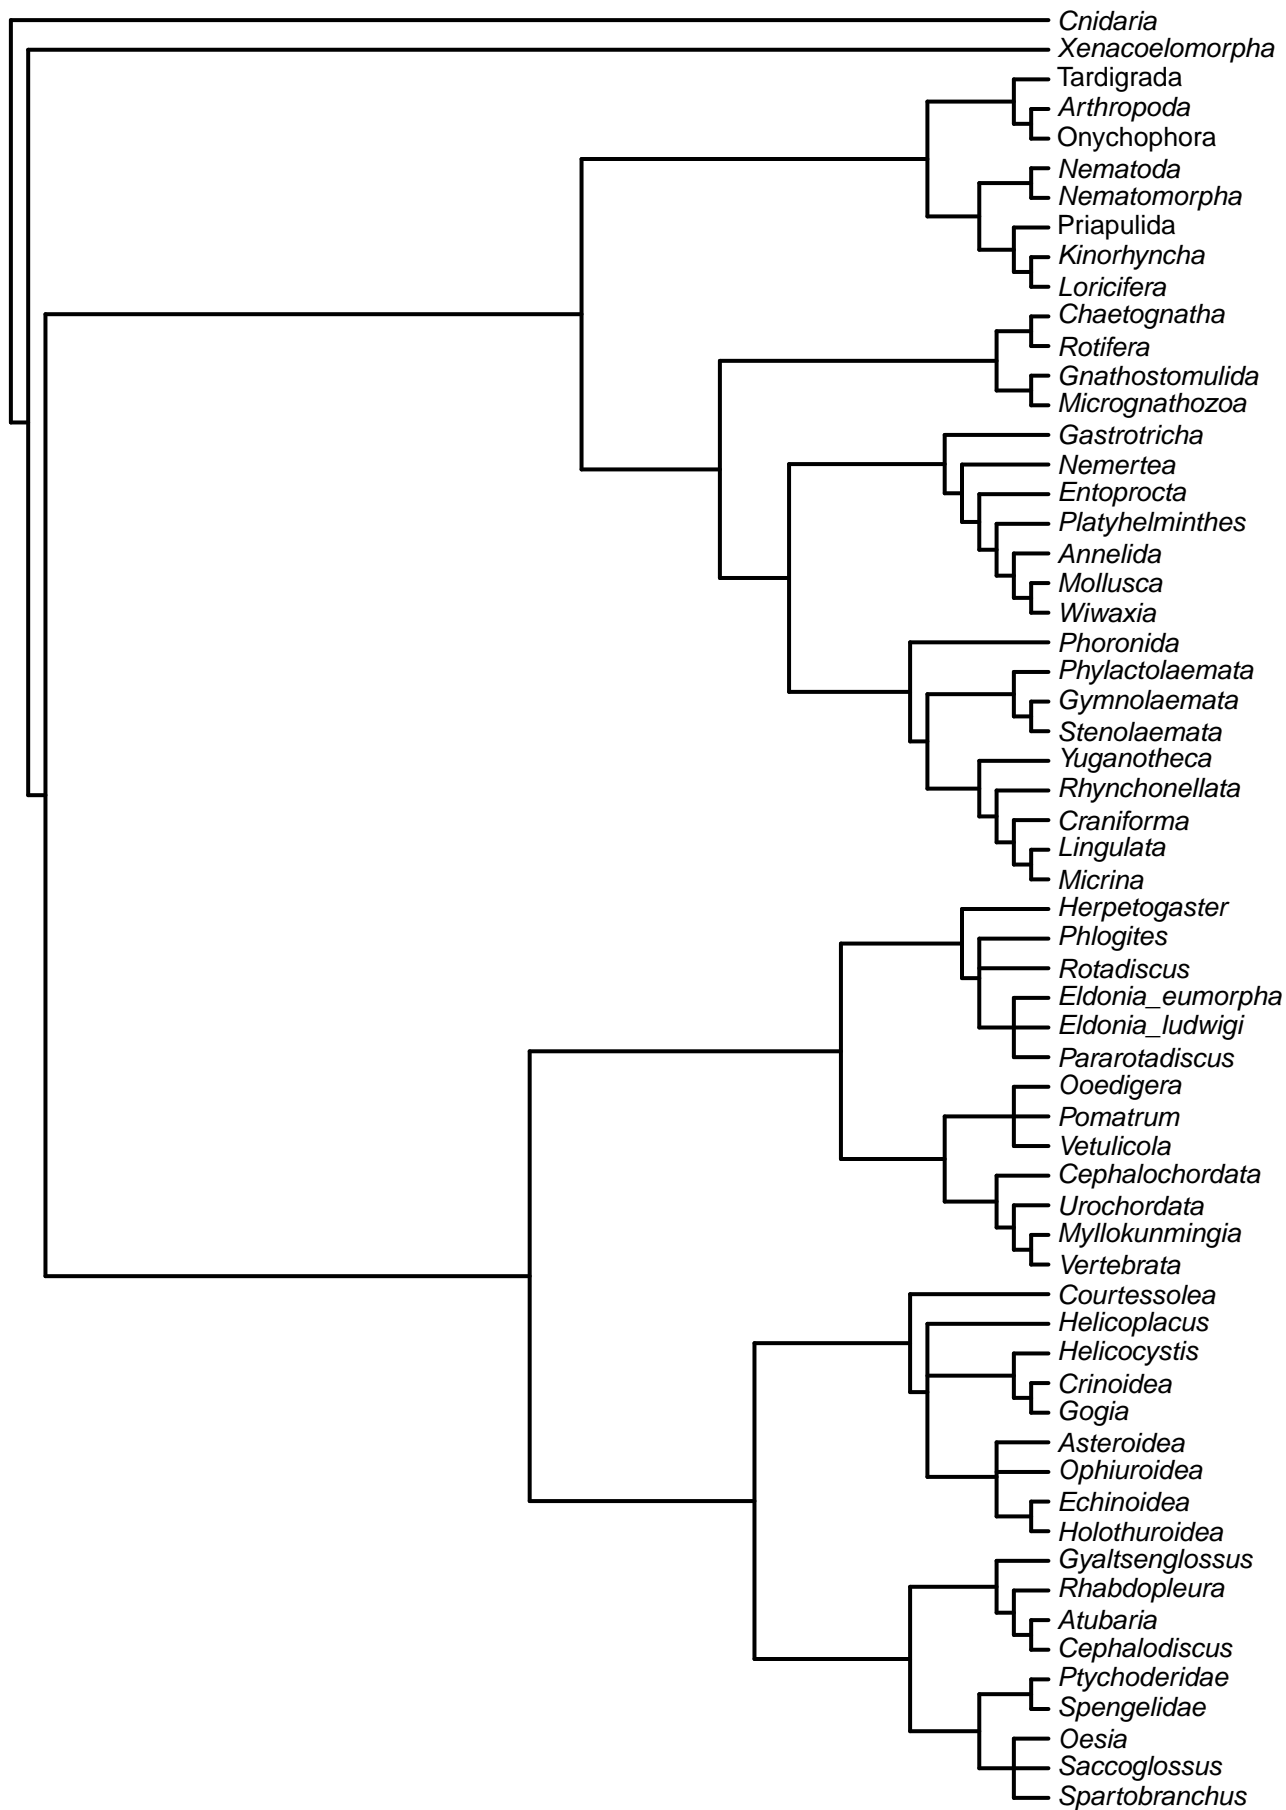 Cnidaria
Xenacoelomorpha
Tardigrada
Arthropoda
Onychophora
Nematoda
Nematomorpha
Priapulida
Kinorhyncha
Loricifera
Chaetognatha
Rotifera
Gnathostomulida
Micrognathozoa
Gastrotricha
Nemertea
Entoprocta
Platyhelminthes
Annelida
Mollusca
Wiwaxia
Phoronida
Phylactolaemata
Gymnolaemata
Stenolaemata
Yuganotheca
Rhynchonellata
Craniforma
Lingulata
Micrina
Herpetogaster
Phlogites
Rotadiscus
Eldonia_eumorpha
Eldonia_ludwigi
Pararotadiscus
Ooedigera
Pomatrum
Vetulicola
Cephalochordata
Urochordata
Myllokunmingia
Vertebrata
Courtessolea
Helicoplacus
Helicocystis
Crinoidea
Gogia
Asteroidea
Ophiuroidea
Echinoidea
Holothuroidea
Gyaltsenglossus
Rhabdopleura
Atubaria
Cephalodiscus
Ptychoderidae
Spengelidae
Oesia
Saccoglossus
Spartobranchus